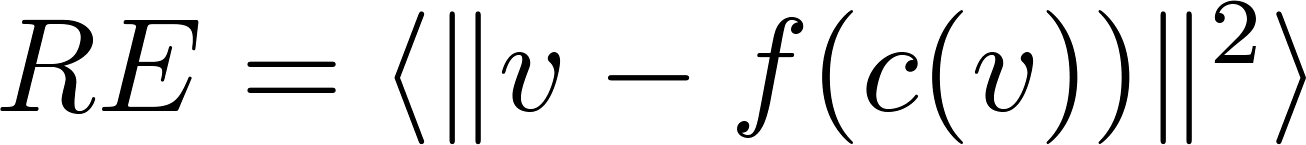 RE = ⟨‖v − f(c(v))‖²⟩